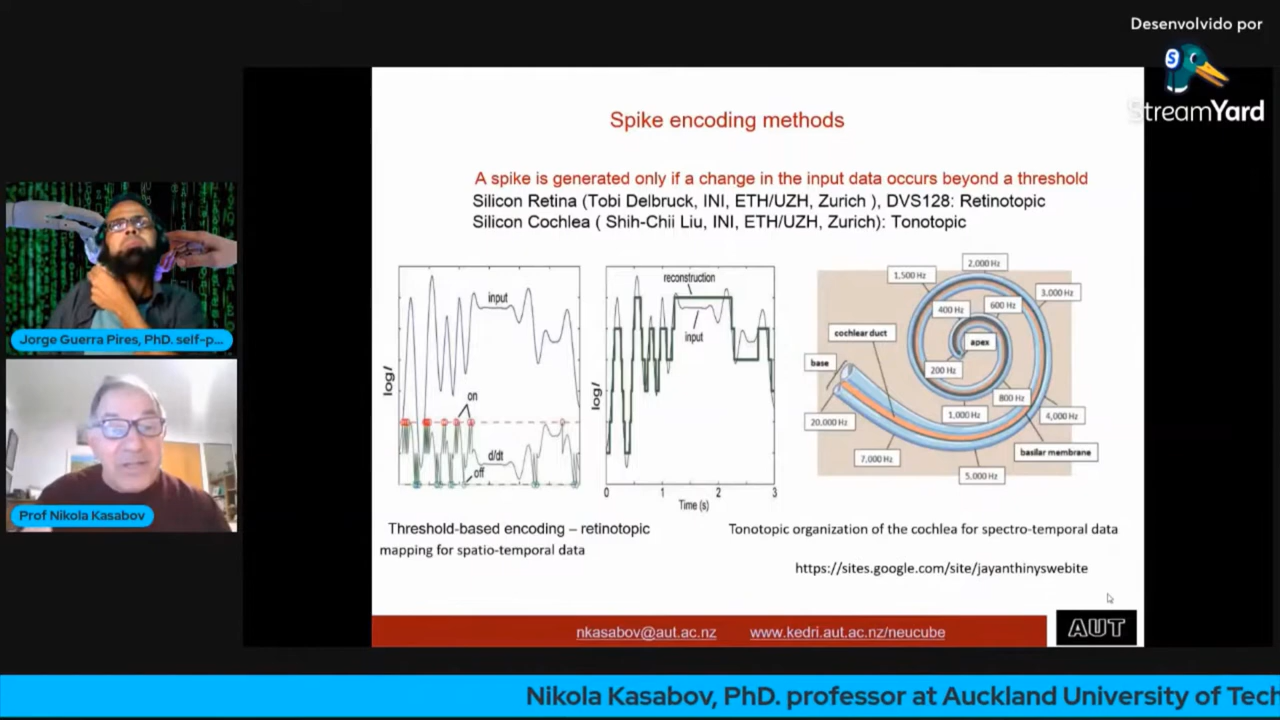 Desenvolvido por
StreamYard
Spike encoding methods
A spike is generated only if a change in the input data occurs beyond a threshold
Silicon Retina (Tobi Delbruck, INI, ETH/UZH, Zurich ), DVS128: Retinotopic
Silicon Cochlea ( Shih-Chii Liu, INI, ETH/UZH, Zurich): Tonotopic
input
logI
on
d/dt
off
reconstruction
input
logI
0 1 2 3
Time (s)
2,000 Hz
1,500 Hz
3,000 Hz
400 Hz
600 Hz
cochlear duct
apex
base
200 Hz
800 Hz
1,000 Hz
4,000 Hz
20,000 Hz
basilar membrane
7,000 Hz
5,000 Hz
Threshold-based encoding – retinotopic
mapping for spatio-temporal data
Tonotopic organization of the cochlea for spectro-temporal data
https://sites.google.com/site/jayanthinyswebite
nkasabov@aut.ac.nz www.kedri.aut.ac.nz/neucube
AUT
Jorge Guerra Pires, PhD. self-p...
Prof Nikola Kasabov
Nikola Kasabov, PhD. professor at Auckland University of Tech